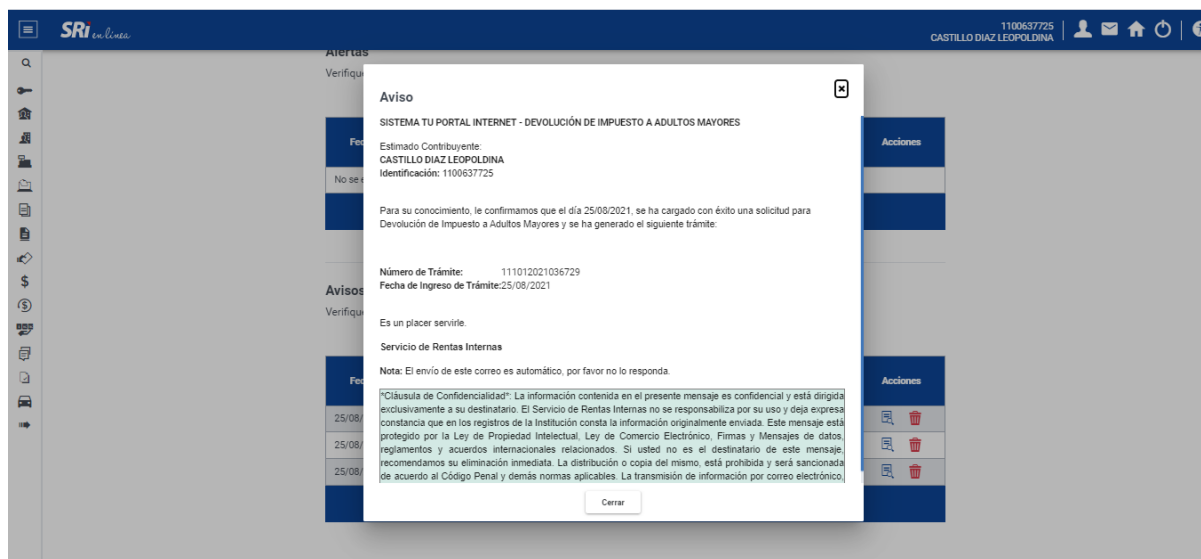 SRi en línea
1100637725
CASTILLO DIAZ LEOPOLDINA
Alertas
Aviso
SISTEMA TU PORTAL INTERNET - DEVOLUCIÓN DE IMPUESTO A ADULTOS MAYORES
Acciones
Estimado Contribuyente:
CASTILLO DIAZ LEOPOLDINA
Identificación: 1100637725
No se
Para su conocimiento, le confirmamos que el día 25/08/2021, se ha cargado con éxito una solicitud para
Devolución de Impuesto a Adultos Mayores y se ha generado el siguiente trámite:
Número de Trámite: 111012021036729
Fecha de Ingreso de Trámite:25/08/2021
Avisos
Es un placer servirle.
Servicio de Rentas Internas
Nota: El envío de este correo es automático, por favor no lo responda.
Acciones
*Cláusula de Confidencialidad*: La información contenida en el presente mensaje es confidencial y está dirigida
exclusivamente a su destinatario. El Servicio de Rentas Internas no se responsabiliza por su uso y deja expresa
constancia que en los registros de la Institución consta la información originalmente enviada. Este mensaje está
protegido por la Ley de Propiedad Intelectual, Ley de Comercio Electrónico, Firmas y Mensajes de datos,
reglamentos y acuerdos internacionales relacionados. Si usted no es el destinatario de este mensaje,
recomendamos su eliminación inmediata. La distribución o copia del mismo, está prohibida y será sancionada
de acuerdo al Código Penal y demás normas aplicables. La transmisión de información por correo electrónico,
25/08/
25/08/
25/08/
Cerrar